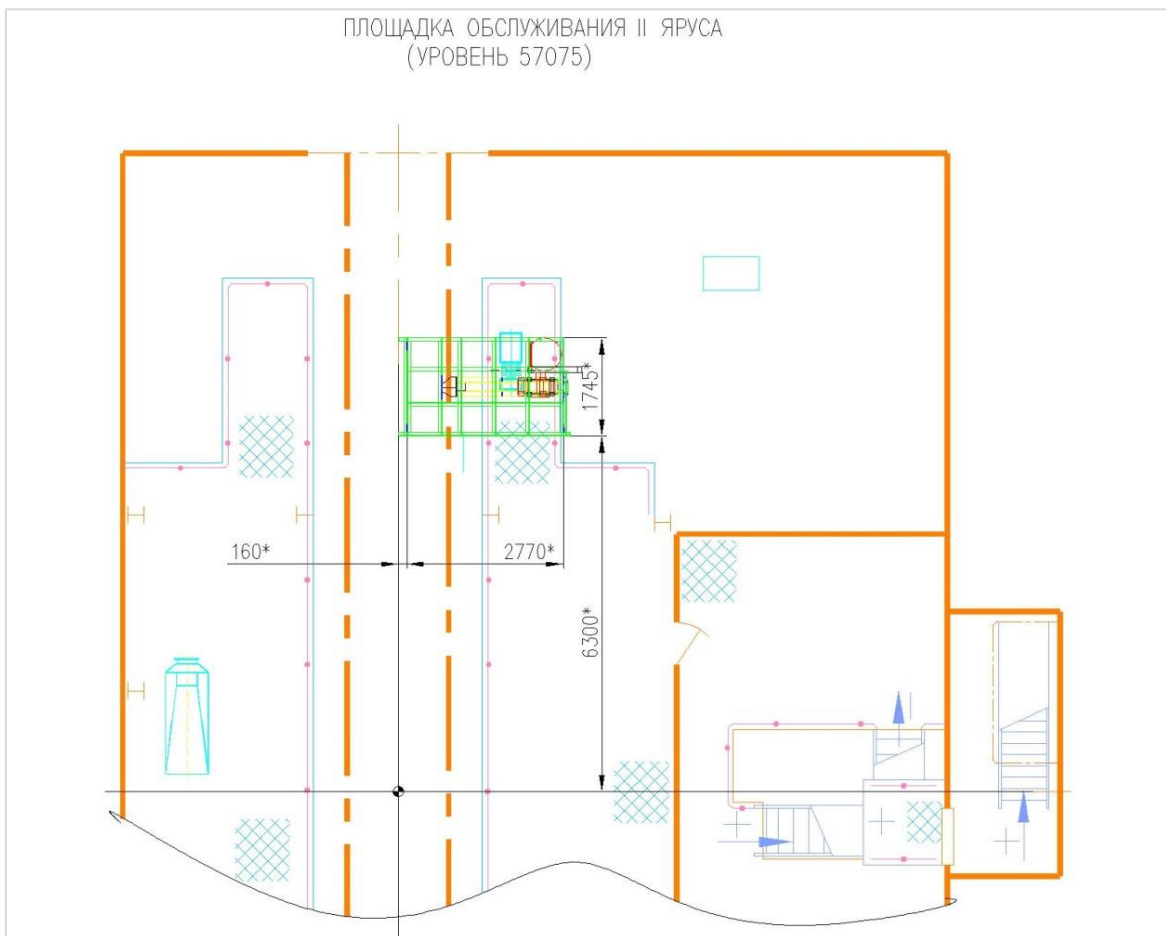 ПЛОЩАДКА ОБСЛУЖИВАНИЯ II ЯРУСА
(УРОВЕНЬ 57075)
1745*
160*
2770*
6300*